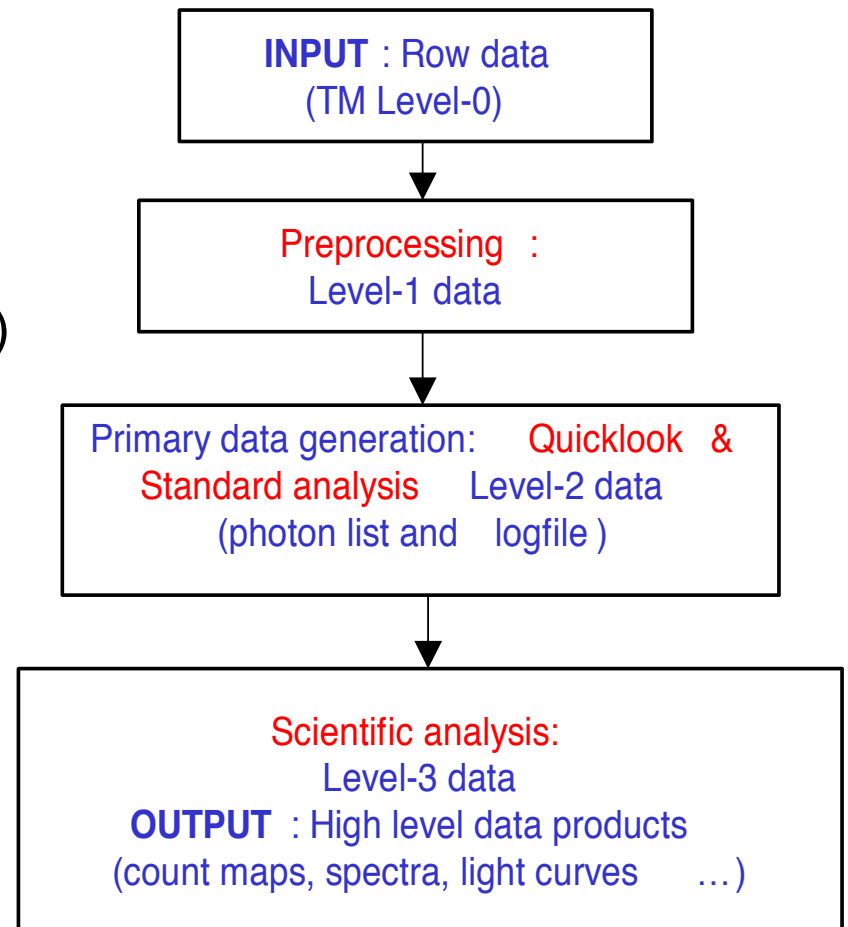 INPUT : Row data
(TM Level-0)
Preprocessing :
Level-1 data
)
Primary data generation: Quicklook &
Standard analysis Level-2 data
(photon list and logfile )
Scientific analysis:
Level-3 data
OUTPUT : High level data products
(count maps, spectra, light curves ...)